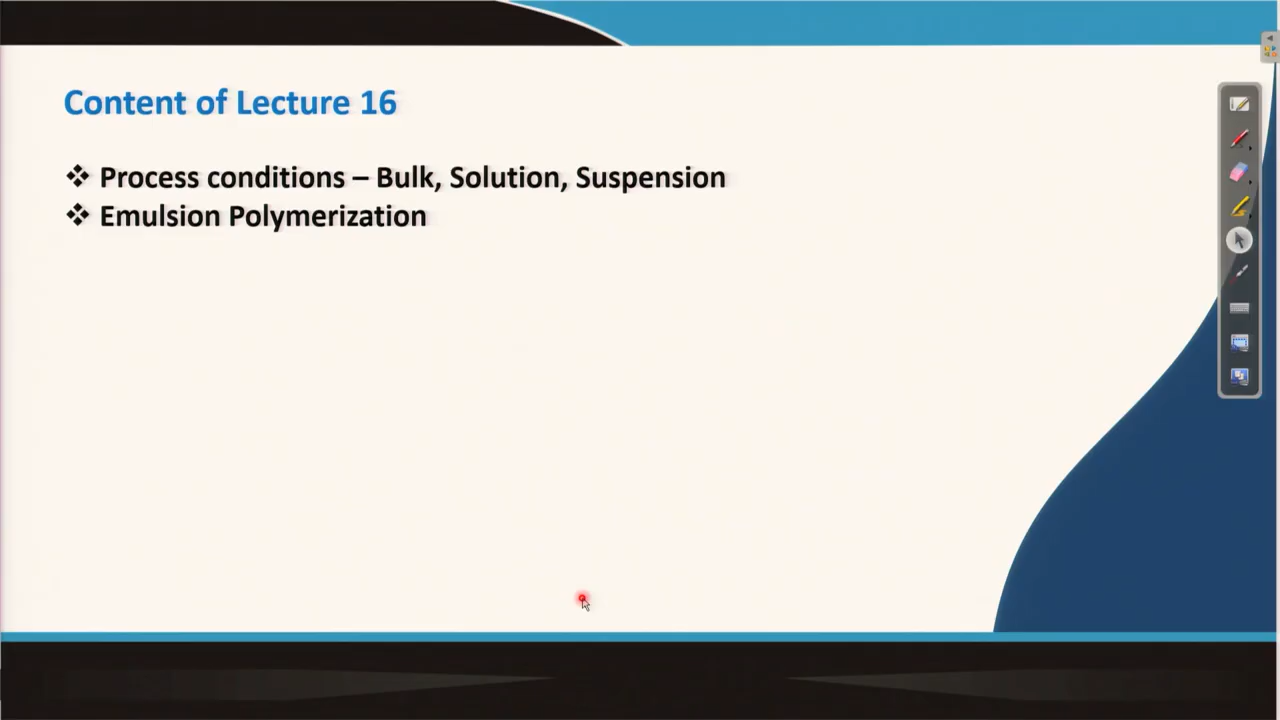 Content of Lecture 16
❖ Process conditions – Bulk, Solution, Suspension
❖ Emulsion Polymerization